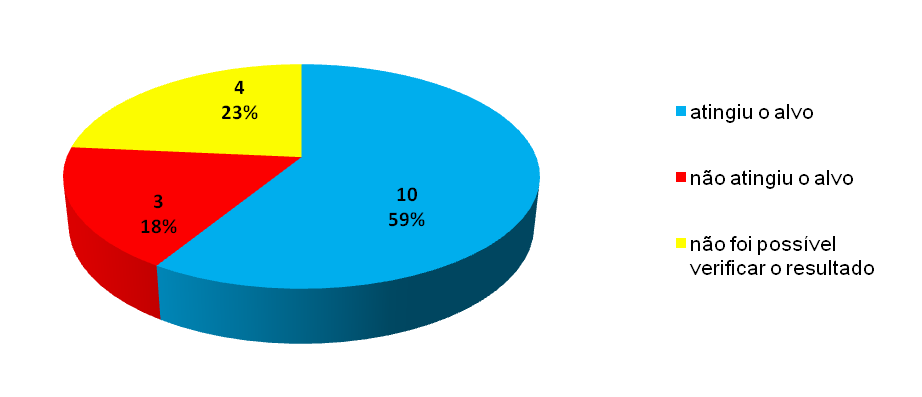 4
23%
10
59%
3
18%
atingiu o alvo
não atingiu o alvo
não foi possível
verificar o resultado